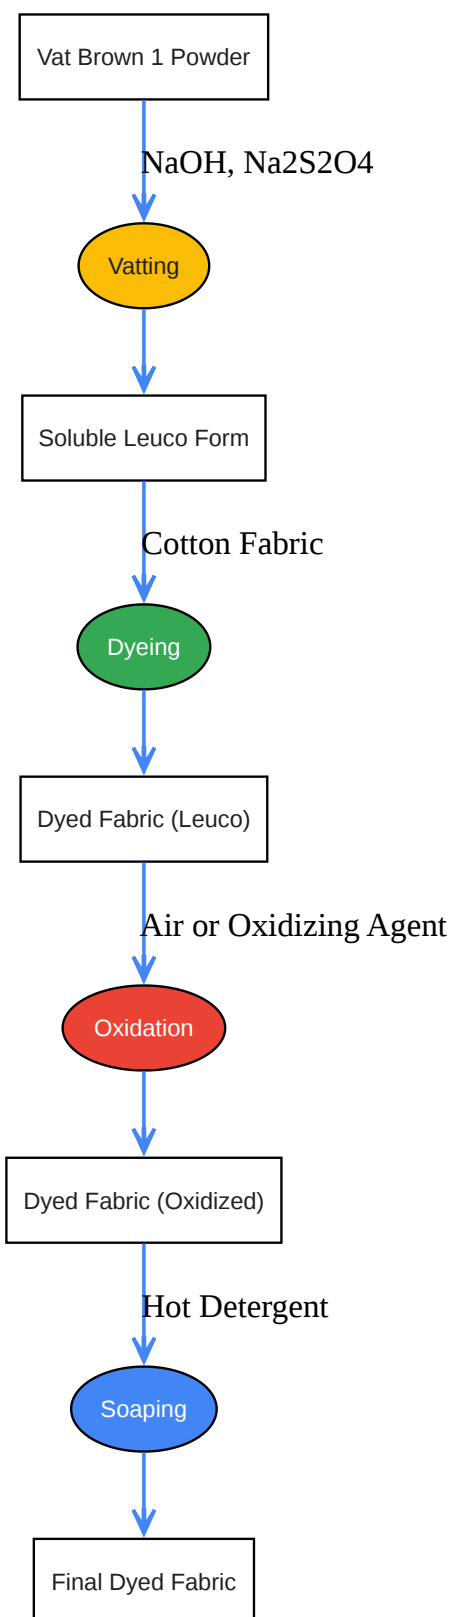 Vat Brown 1 Powder
NaOH, Na2S2O4
Vatting
Soluble Leuco Form
Cotton Fabric
Dyeing
Dyed Fabric (Leuco)
Air or Oxidizing Agent
Oxidation
Dyed Fabric (Oxidized)
Hot Detergent
Soaping
Final Dyed Fabric